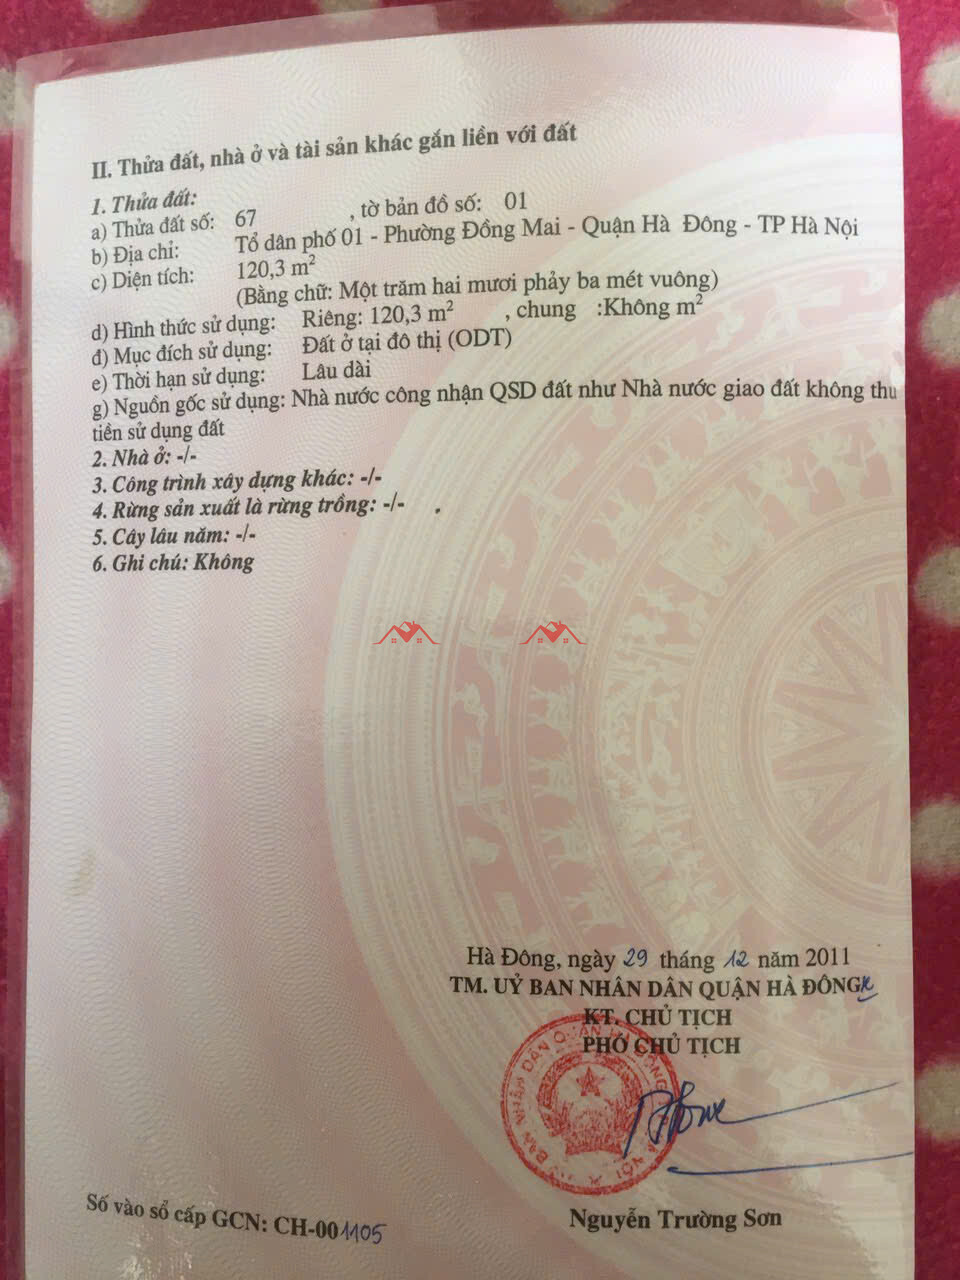 II. Thửa đất, nhà ở và tài sản khác gắn liền với đất
1. Thửa đất:
a) Thửa đất số: 67 , tờ bản đồ số: 01
b) Địa chỉ: Tổ dân phố 01 - Phường Đồng Mai - Quận Hà Đông - TP Hà Nội
c) Diện tích: 120,3 m²
(Bằng chữ: Một trăm hai mươi phảy ba mét vuông)
d) Hình thức sử dụng: Riêng: 120,3 m² , chung :Không m²
đ) Mục đích sử dụng: Đất ở tại đô thị (ODT)
e) Thời hạn sử dụng: Lâu dài
g) Nguồn gốc sử dụng: Nhà nước công nhận QSD đất như Nhà nước giao đất không thu
tiền sử dụng đất
2. Nhà ở: -/-
3. Công trình xây dựng khác: -/-
4. Rừng sản xuất là rừng trồng: -/-
5. Cây lâu năm: -/-
6. Ghi chú: Không
Hà Đông, ngày 29 tháng 12 năm 2011
TM. UỶ BAN NHÂN DÂN QUẬN HÀ ĐÔNG
KT. CHỦ TỊCH
PHÓ CHỦ TỊCH
Nguyễn Trường Sơn
Số vào sổ cấp GCN: CH-001105